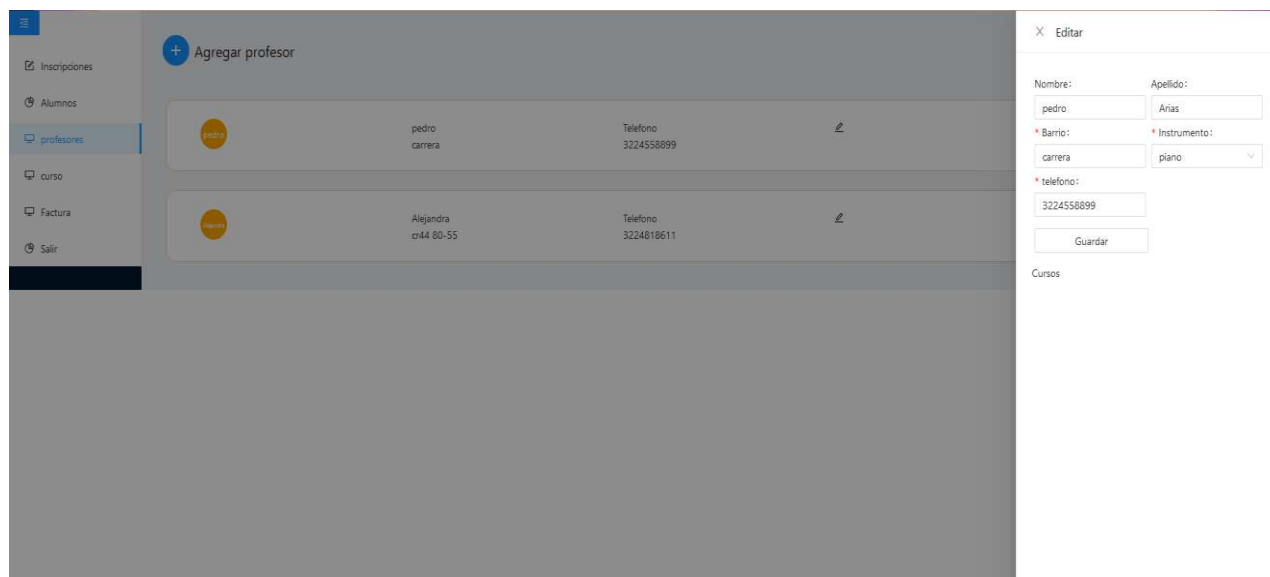 Inscripciones
Alumnos
profesores
curso
Factura
Salir
Agregar profesor
pedro
pedro
carrera
Telefono
3224558899
Alejandra
Alejandra
cr44 80-55
Telefono
3224818611
Editar
Nombre:
Apellido:
pedro
Arias
* Barrio:
* Instrumento:
carrera
piano
* telefono:
3224558899
Guardar
Cursos